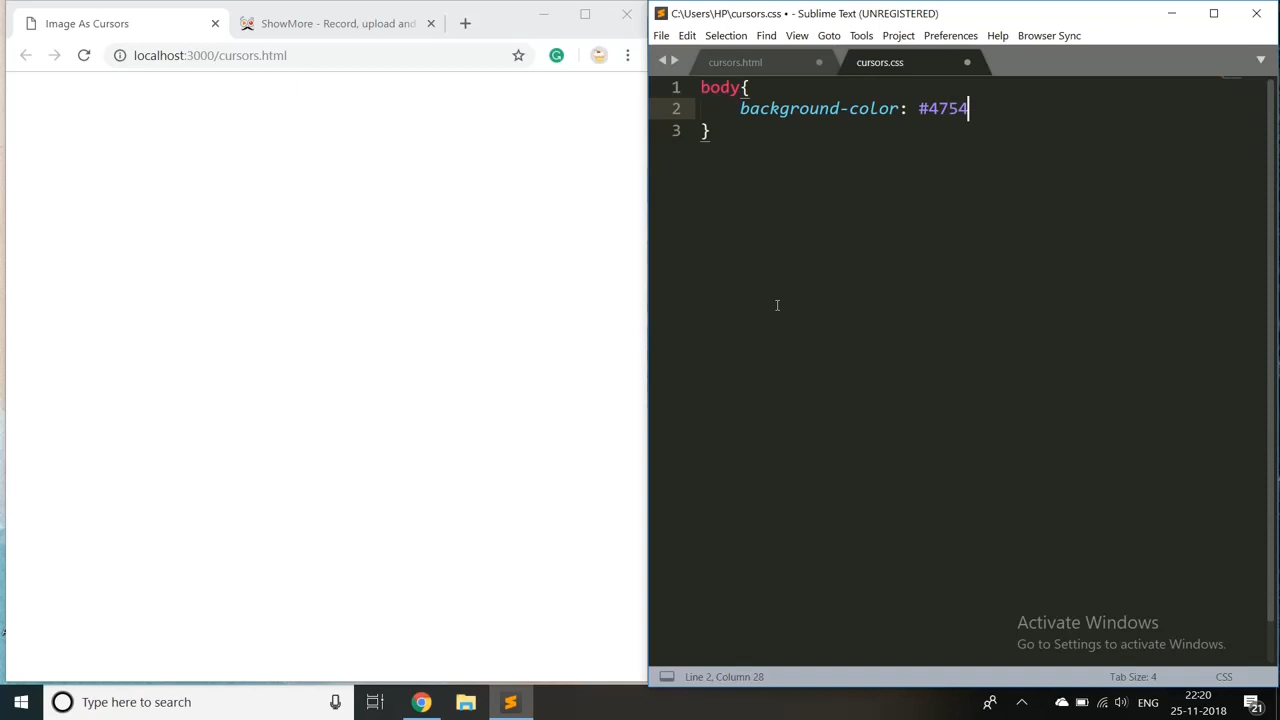 Image As Cursors
ShowMore - Record, upload and
localhost:3000/cursors.html
C:\Users\HP\cursors.css • - Sublime Text (UNREGISTERED)
File Edit Selection Find View Goto Tools Project Preferences Help Browser Sync
cursors.html
cursors.css
1 body{
2 background-color: #4754
3 }
Activate Windows
Go to Settings to activate Windows.
Line 2, Column 28
Tab Size: 4
CSS
Type here to search
ENG
22:20
25-11-2018
21